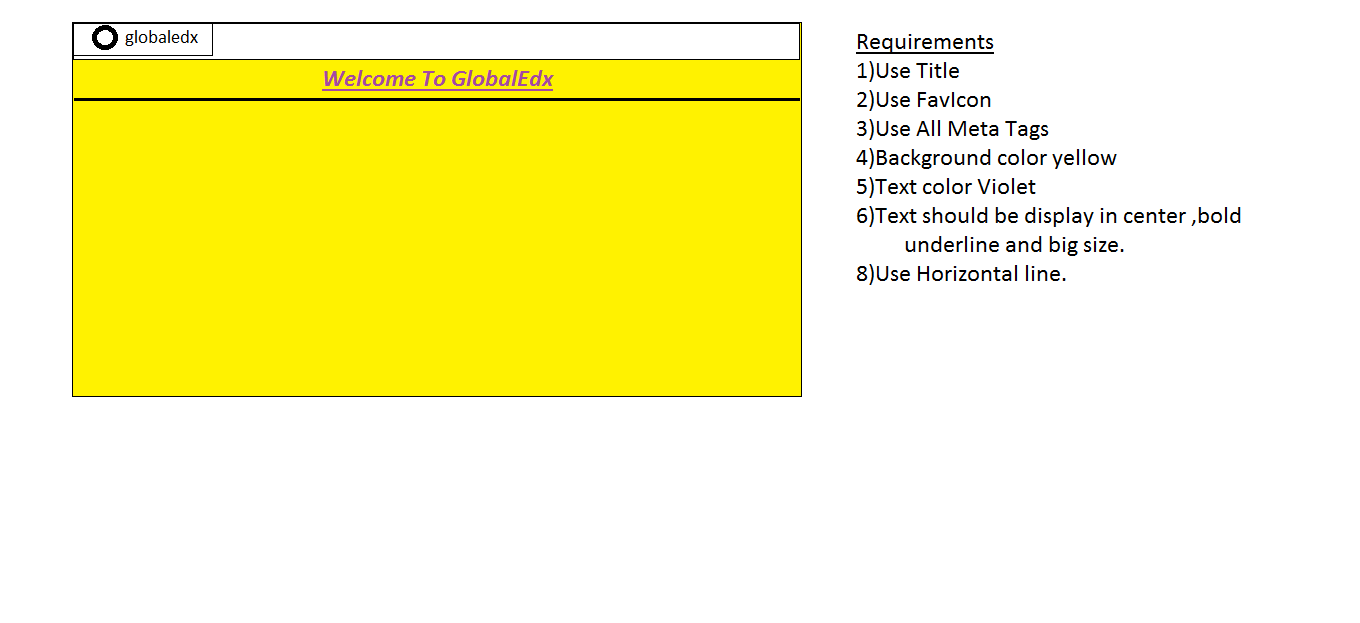 globaledx
Welcome To GlobalEdx
Requirements
1)Use Title
2)Use FavIcon
3)Use All Meta Tags
4)Background color yellow
5)Text color Violet
6)Text should be display in center ,bold
underline and big size.
8)Use Horizontal line.